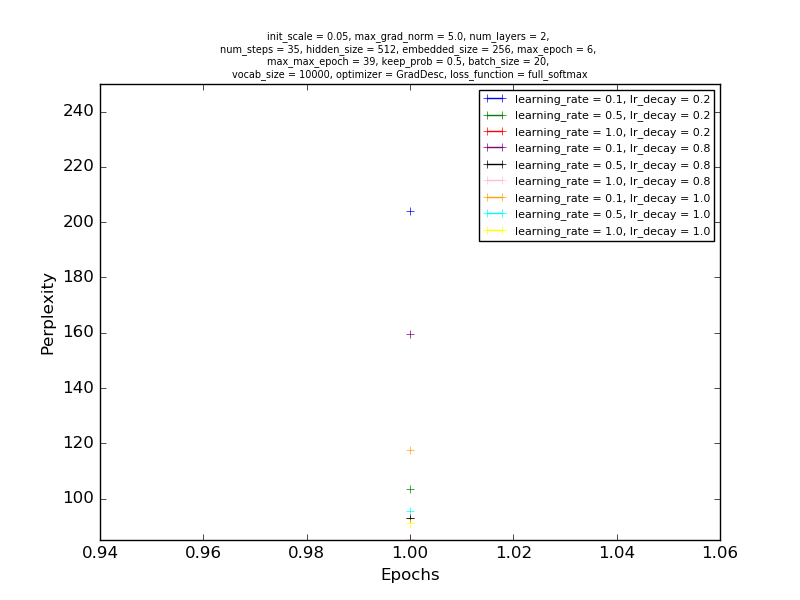 init_scale = 0.05, max_grad_norm = 5.0, num_layers = 2,
num_steps = 35, hidden_size = 512, embedded_size = 256, max_epoch = 6,
max_max_epoch = 39, keep_prob = 0.5, batch_size = 20,
vocab_size = 10000, optimizer = GradDesc, loss_function = full_softmax
learning_rate = 0.1, lr_decay = 0.2
learning_rate = 0.5, lr_decay = 0.2
learning_rate = 1.0, lr_decay = 0.2
learning_rate = 0.1, lr_decay = 0.8
learning_rate = 0.5, lr_decay = 0.8
learning_rate = 1.0, lr_decay = 0.8
learning_rate = 0.1, lr_decay = 1.0
learning_rate = 0.5, lr_decay = 1.0
learning_rate = 1.0, lr_decay = 1.0
Perplexity
240
220
200
180
160
140
120
100
0.94 0.96 0.98 1.00 1.02 1.04 1.06
Epochs